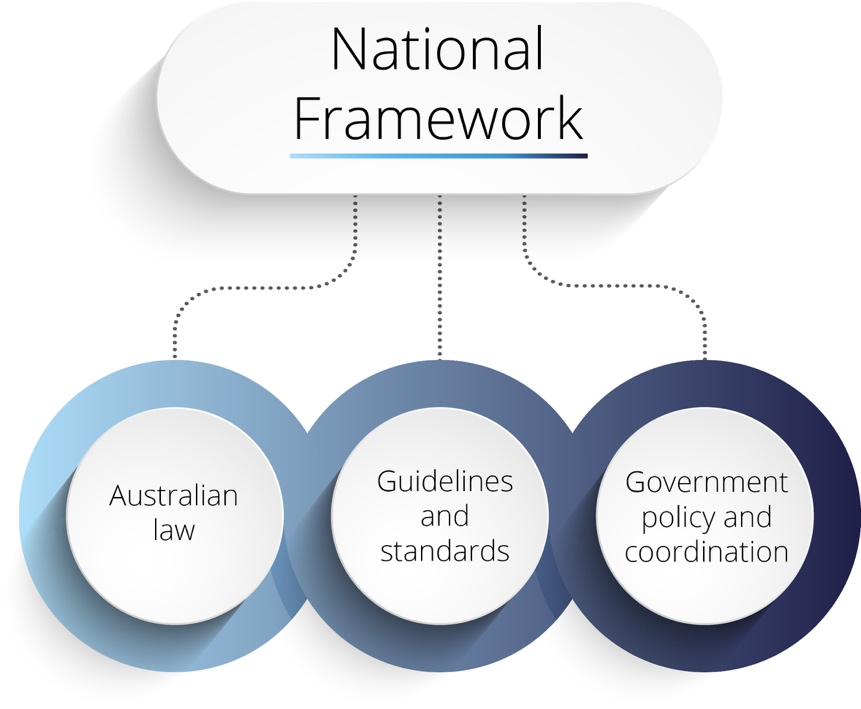 National
Framework
Australian
law
Guidelines
and
standards
Government
policy and
coordination